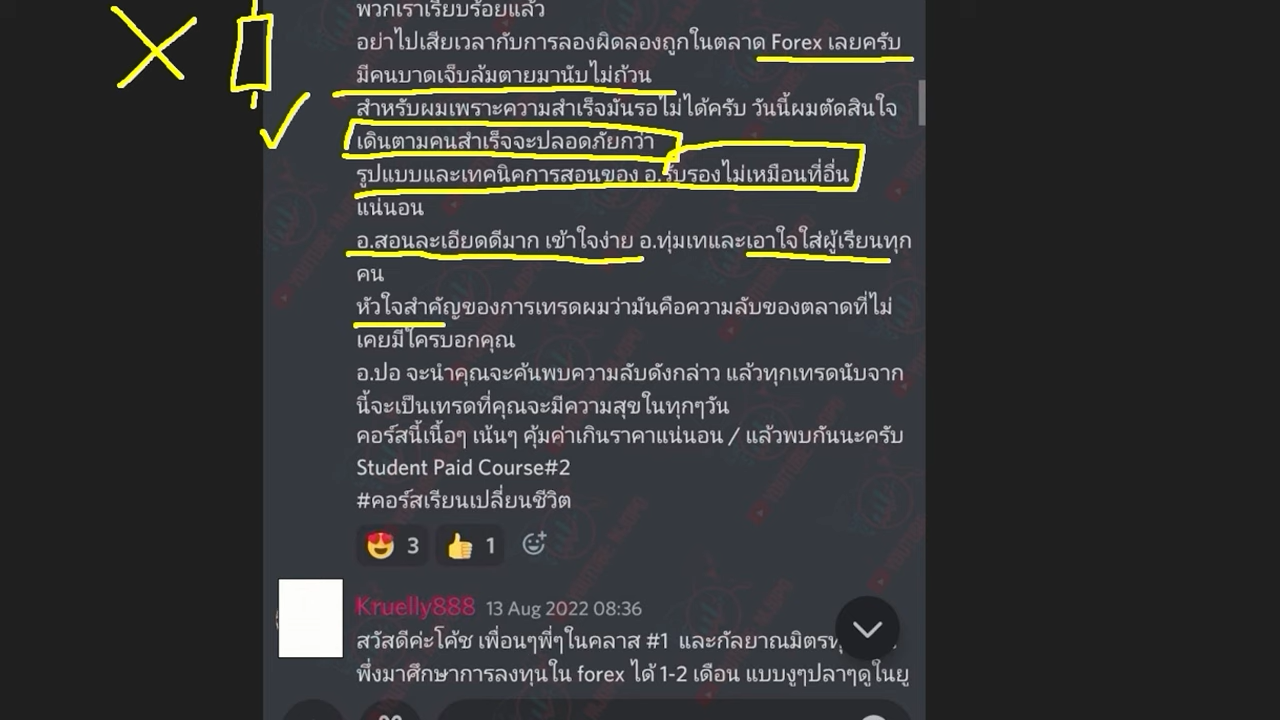 พวกเราเรียบร้อยแล้ว
อย่าไปเสียเวลากับการลองผิดลองถูกในตลาด Forex เลยครับ
มีคนบาดเจ็บล้มตายมานับไม่ถ้วน
สำหรับผมเพราะความสำเร็จมันรอไม่ได้ครับ วันนี้ผมตัดสินใจ
เดินตามคนสำเร็จจะปลอดภัยกว่า
รูปแบบและเทคนิคการสอนของ อ.รับรองไม่เหมือนที่อื่น
แน่นอน
อ.สอนละเอียดดีมาก เข้าใจง่าย อ.ทุ่มเทและเอาใจใส่ผู้เรียนทุก
คน
หัวใจสำคัญของการเทรดผมว่ามันคือความลับของตลาดที่ไม่
เคยมีใครบอกคุณ
อ.ปอ จะนำคุณจะค้นพบความลับดังกล่าว แล้วทุกเทรดนับจาก
นี้จะเป็นเทรดที่คุณจะมีความสุขในทุกๆวัน
คอร์สนี้เนื้อๆ เน้นๆ คุ้มค่าเกินราคาแน่นอน / แล้วพบกันนะครับ
Student Paid Course#2
#คอร์สเรียนเปลี่ยนชีวิต
3 1
Kruelly888 13 Aug 2022 08:36
สวัสดีค่ะโค้ช เพื่อนๆพี่ๆในคลาส #1 และกัลยาณมิตร
พึ่งมาศึกษาการลงทุนใน forex ได้ 1-2 เดือน แบบงูๆปลาๆดูในยู